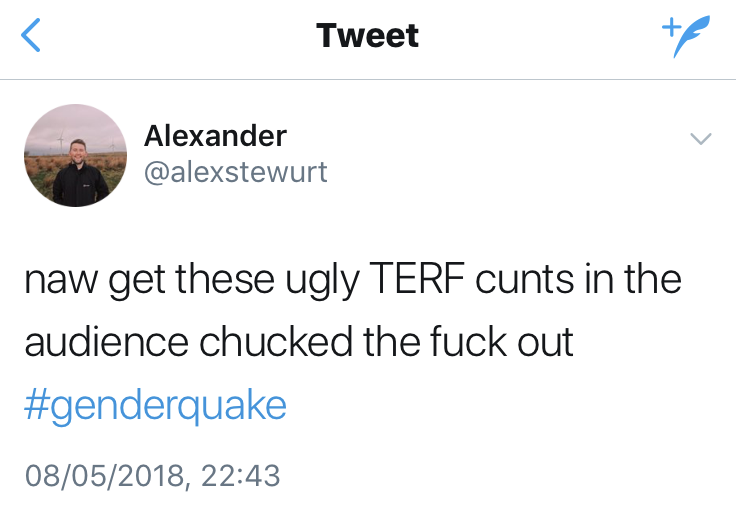 Tweet
Alexander
@alexstewurt
naw get these ugly TERF cunts in the
audience chucked the fuck out
#genderquake
08/05/2018, 22:43